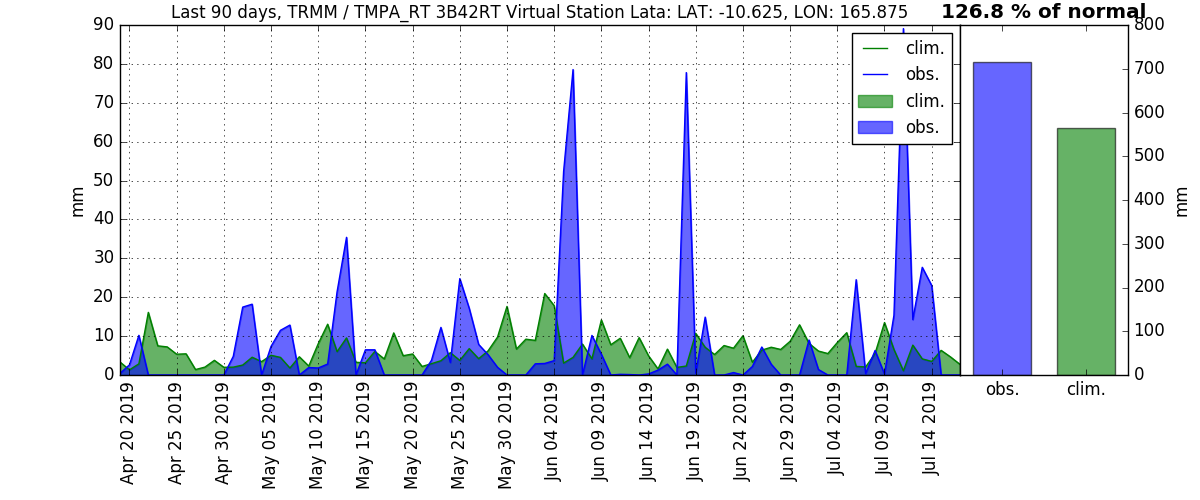 Last 90 days, TRMM / TMPA_RT 3B42RT Virtual Station Lata: LAT: -10.625, LON: 165.875
126.8 % of normal
90
80
70
60
50
40
30
20
10
0
mm
clim.
obs.
clim.
obs.
800
700
600
500
400
300
200
100
0
mm
obs.
clim.
Apr 20 2019
Apr 25 2019
Apr 30 2019
May 05 2019
May 10 2019
May 15 2019
May 20 2019
May 25 2019
May 30 2019
Jun 04 2019
Jun 09 2019
Jun 14 2019
Jun 19 2019
Jun 24 2019
Jun 29 2019
Jul 04 2019
Jul 09 2019
Jul 14 2019